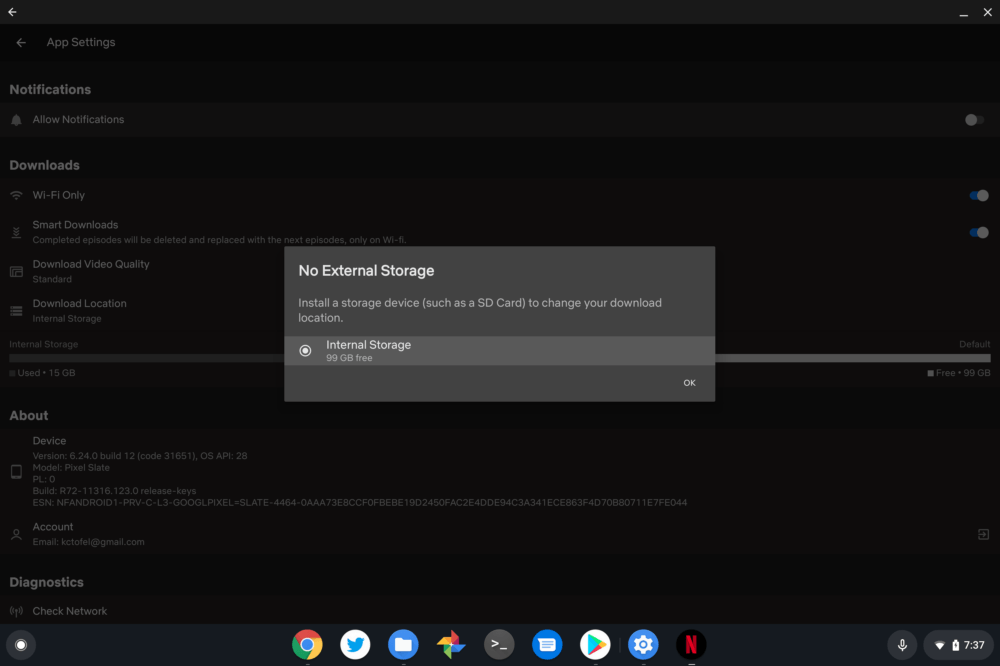 App Settings
Notifications
Allow Notifications
Downloads
Wi-Fi Only
Smart Downloads
Completed episodes will be deleted and replaced with the next episodes, only on Wi-fi.
Download Video Quality
Standard
Download Location
Internal Storage
Internal Storage
Default
Used • 15 GB
Free • 99 GB
No External Storage
Install a storage device (such as a SD Card) to change your download
location.
Internal Storage
99 GB free
OK
About
Device
Version: 6.24.0 build 12 (code 31651), OS API: 28
Model: Pixel Slate
PL: 0
Build: R72-11316.123.0 release-keys
ESN: NFANDROID1-PRV-C-L3-GOOGLPIXEL=SLATE-4464-0AAA73E8CCF0FBEBE19D2450FAC2E4DDE94C3A341ECE863F4D70B80711E7FE044
Account
Email: kctofel@gmail.com
Diagnostics
Check Network
>_
N
7:37